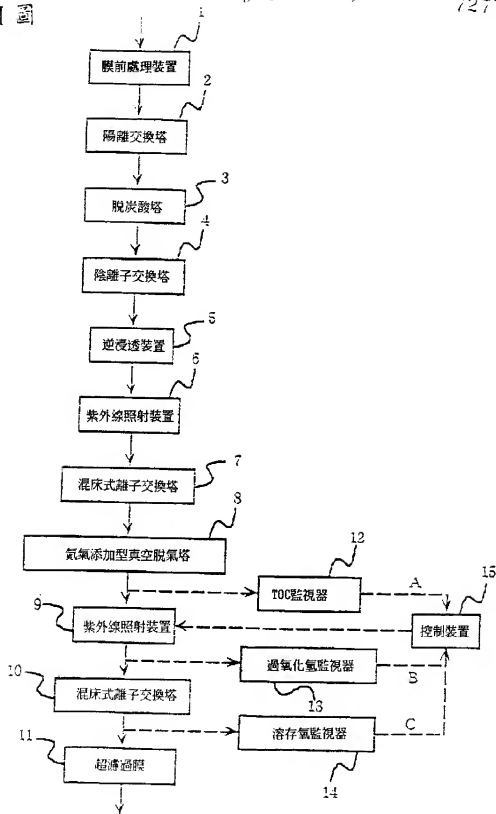 圖
1
膜前處理裝置
2
陽離交換塔
3
脫炭酸塔
4
陰離子交換塔
5
逆浸透裝置
6
紫外線照射裝置
7
混床式離子交換塔
8
氮氣添加型真空脫氣塔
12
TOC監視器
A
15
控制裝置
9
紫外線照射裝置
過氧化氫監視器
B
13
10
混床式離子交換塔
溶存氫監視器
C
14
11
超濾過膜